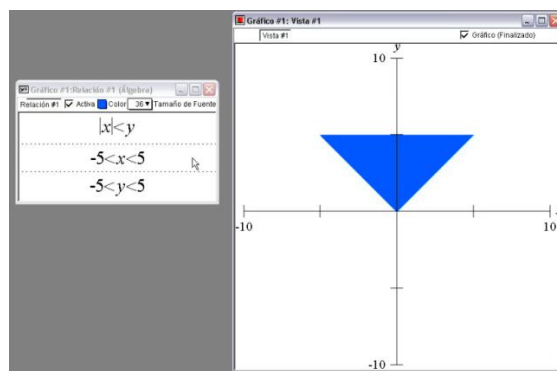 Gráfico #1:Relación #1 (Álgebra)
Relación #1 Activa Color 36 Tamaño de Fuente
|x|<y
-5<x<5
-5<y<5
Gráfico #1: Vista #1
Vista #1 Gráfico (Finalizado)
y
10
-10
10
-10